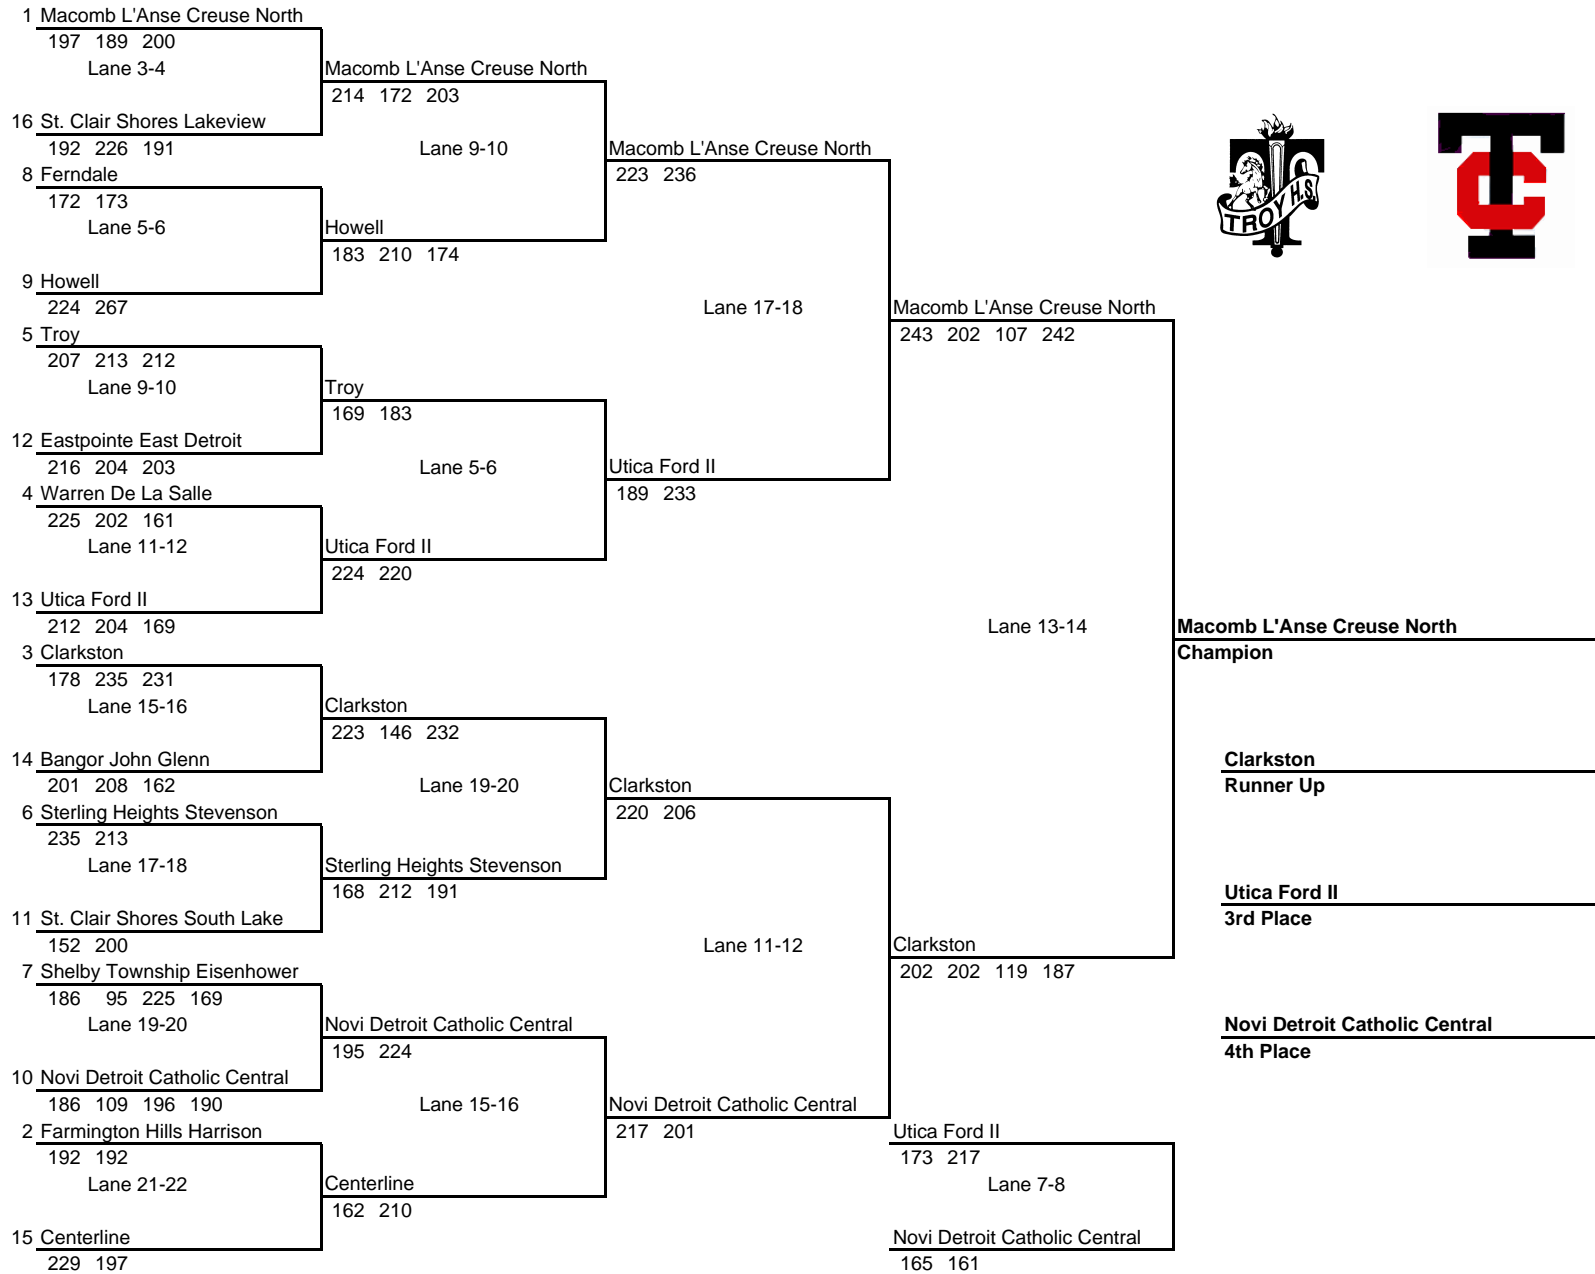 1 Macomb L'Anse Creuse North
197 189 200
Lane 3-4
16 St. Clair Shores Lakeview
192 226 191
8 Ferndale
172 173
Lane 5-6
9 Howell
224 267
5 Troy
207 213 212
Lane 9-10
12 Eastpointe East Detroit
216 204 203
4 Warren De La Salle
225 202 161
Lane 11-12
13 Utica Ford II
212 204 169
3 Clarkston
178 235 231
Lane 15-16
14 Bangor John Glenn
201 208 162
6 Sterling Heights Stevenson
235 213
Lane 17-18
11 St. Clair Shores South Lake
152 200
7 Shelby Township Eisenhower
186 95 225 169
Lane 19-20
10 Novi Detroit Catholic Central
186 109 196 190
2 Farmington Hills Harrison
192 192
Lane 21-22
15 Centerline
229 197
Macomb L'Anse Creuse North
214 172 203
Lane 9-10
Howell
183 210 174
Troy
169 183
Lane 5-6
Utica Ford II
224 220
Clarkston
223 146 232
Lane 19-20
Sterling Heights Stevenson
168 212 191
Novi Detroit Catholic Central
195 224
Lane 15-16
Centerline
162 210
Macomb L'Anse Creuse North
223 236
Lane 17-18
Utica Ford II
189 233
Clarkston
220 206
Lane 11-12
Novi Detroit Catholic Central
217 201
Macomb L'Anse Creuse North
243 202 107 242
Lane 13-14
Clarkston
202 202 119 187
Utica Ford II
173 217
Lane 7-8
Novi Detroit Catholic Central
165 161
TROY H.S.
TC
Macomb L'Anse Creuse North
Champion
Clarkston
Runner Up
Utica Ford II
3rd Place
Novi Detroit Catholic Central
4th Place